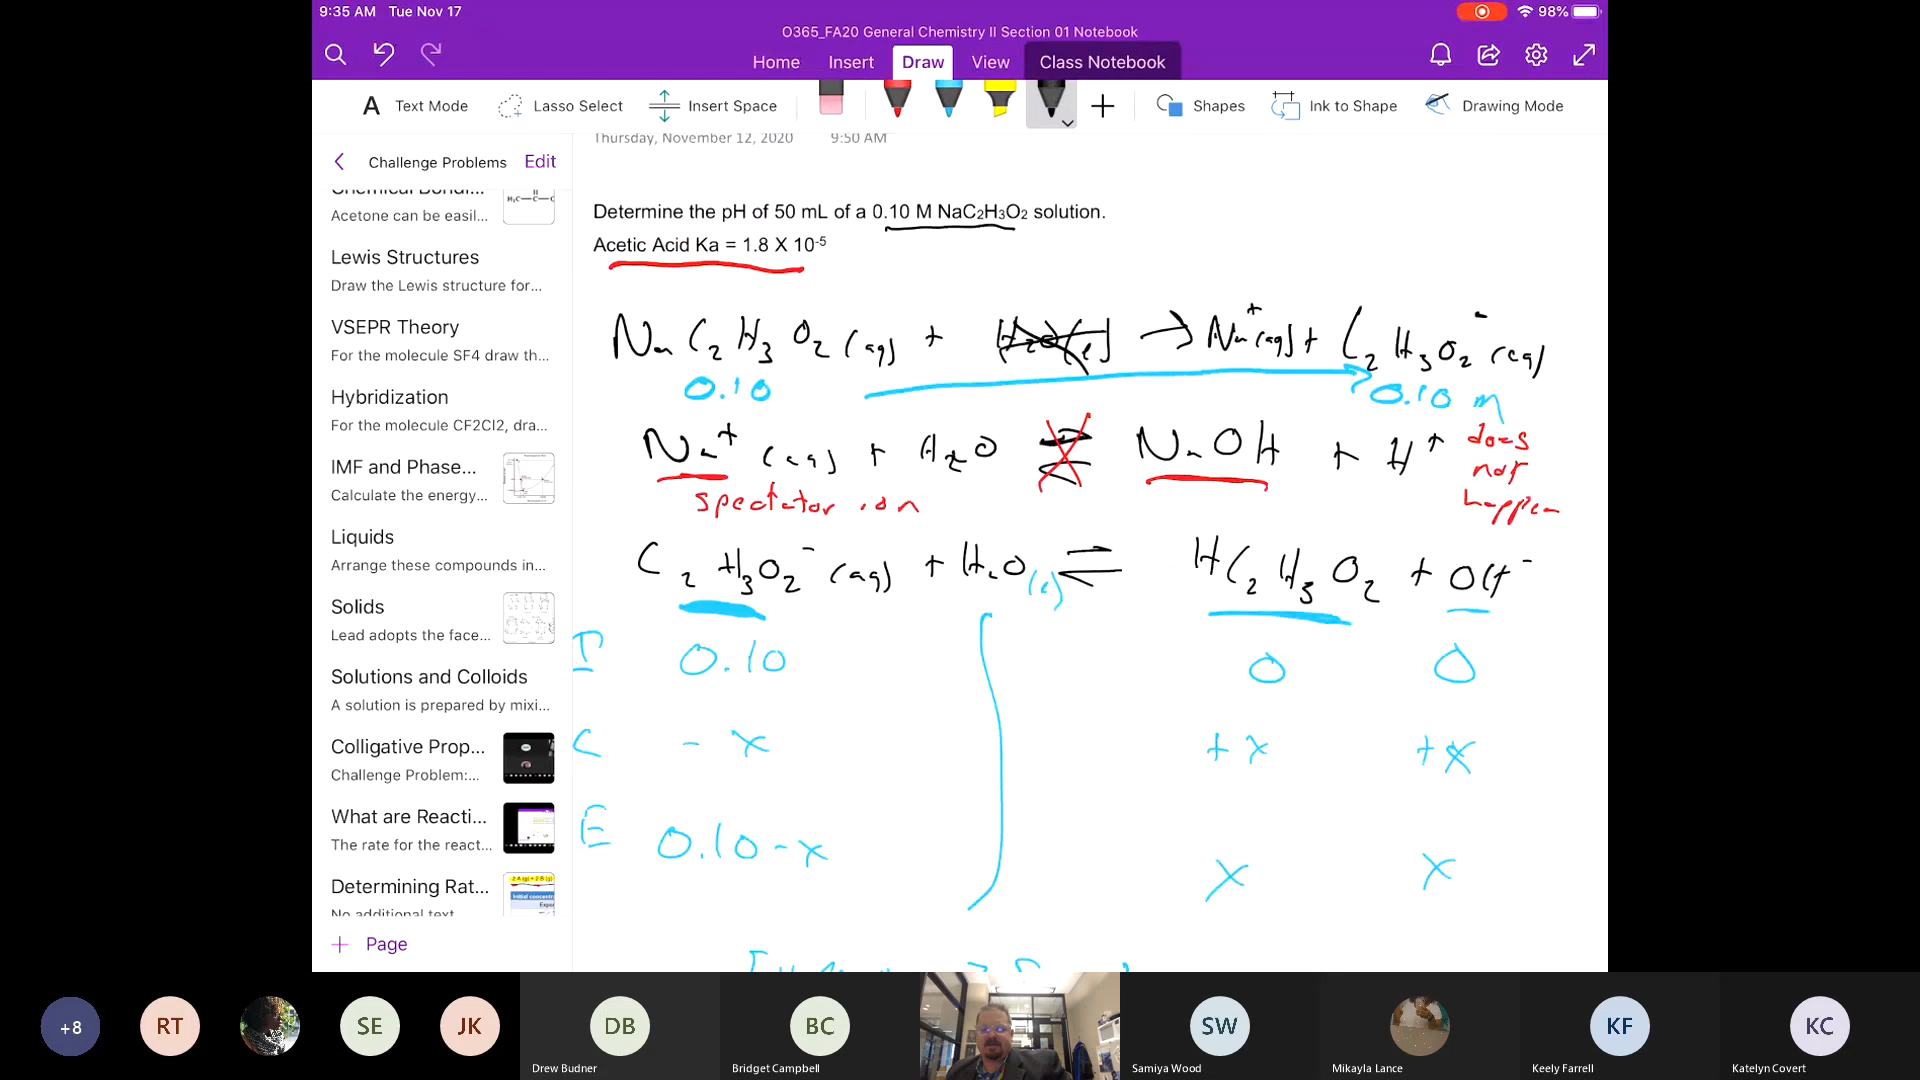 9:35 AM Tue Nov 17
98%
O365_FA20 General Chemistry II Section 01 Notebook
Home Insert Draw View Class Notebook
A Text Mode Lasso Select Insert Space Shapes Ink to Shape Drawing Mode
Challenge Problems Edit
Acetone can be easil...
Lewis Structures
Draw the Lewis structure for...
VSEPR Theory
For the molecule SF4 draw th...
Hybridization
For the molecule CF2Cl2, dra...
IMF and Phase...
Calculate the energy...
Liquids
Arrange these compounds in...
Solids
Lead adopts the face...
Solutions and Colloids
A solution is prepared by mixi...
Colligative Prop...
Challenge Problem:...
What are Reacti...
The rate for the react...
Determining Rat...
No additional text
+ Page
Thursday, November 12, 2020 9:50 AM
Determine the pH of 50 mL of a 0.10 M NaC₂H₃O₂ solution.
Acetic Acid Ka = 1.8 X 10⁻⁵
NaC₂H₃O₂(aq) + H₂O(l) → Na⁺(aq) + C₂H₃O₂⁻(aq)
0.10 0.10 M
Na⁺(aq) + H₂O ⇌ NaOH + H⁺ does
not
spectator ion happen
C₂H₃O₂⁻(aq) + H₂O(l) ⇌ HC₂H₃O₂ + OH⁻
I 0.10 0 0
C - x + x + x
E 0.10 - x x x
+8 RT SE JK DB BC SW KF KC
Drew Budner Bridget Campbell Samiya Wood Mikayla Lance Keely Farrell Katelyn Covert